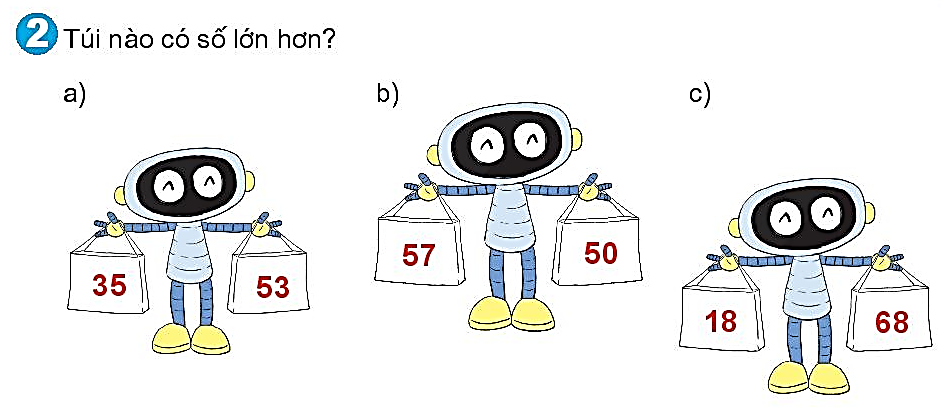 2 Túi nào có số lớn hơn?
a) b) c)
35 53 57 50 18 68